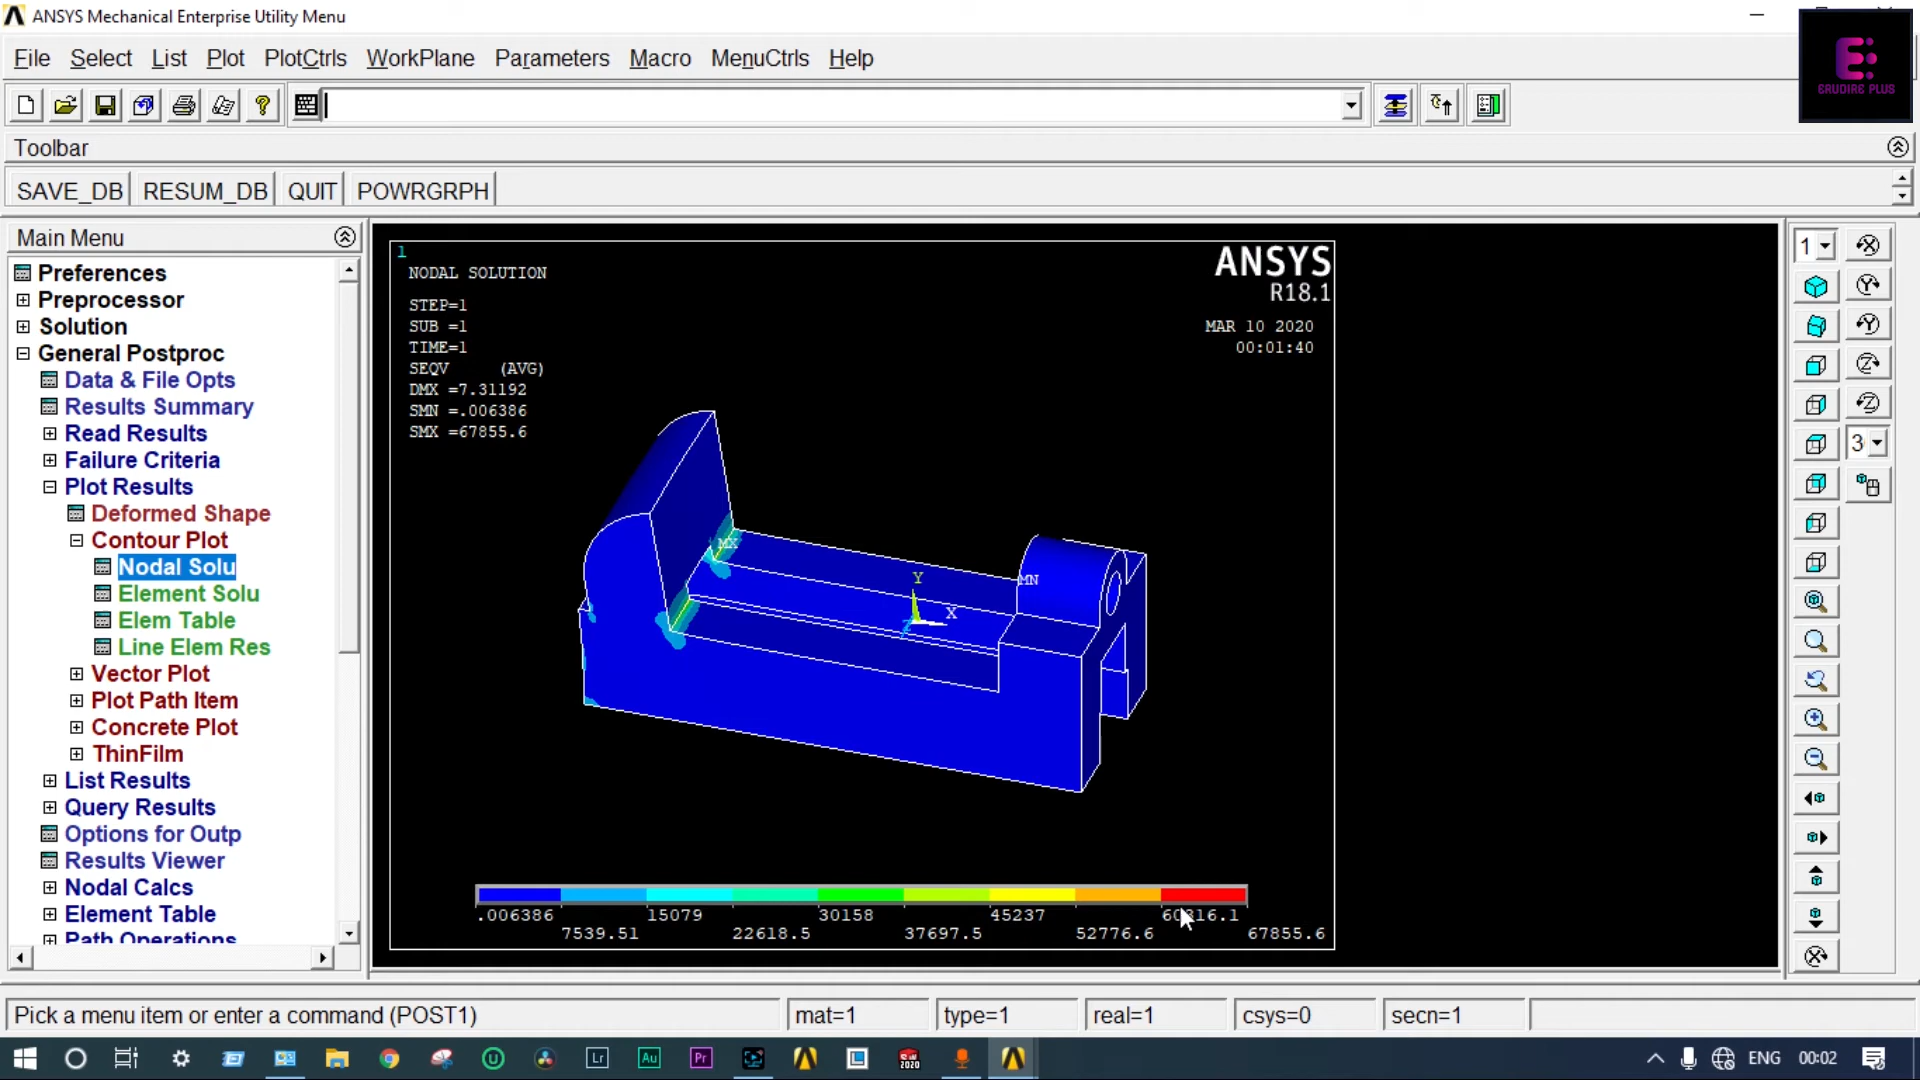 ANSYS Mechanical Enterprise Utility Menu
File Select List Plot PlotCtrls WorkPlane Parameters Macro MenuCtrls Help
ERUDIRE PLUS
Toolbar
SAVE_DB RESUM_DB QUIT POWRGRPH
Main Menu
Preferences
Preprocessor
Solution
General Postproc
Data & File Opts
Results Summary
Read Results
Failure Criteria
Plot Results
Deformed Shape
Contour Plot
Nodal Solu
Element Solu
Elem Table
Line Elem Res
Vector Plot
Plot Path Item
Concrete Plot
ThinFilm
List Results
Query Results
Options for Outp
Results Viewer
Nodal Calcs
Element Table
Path Operations
1
NODAL SOLUTION
STEP=1
SUB =1
TIME=1
SEQV (AVG)
DMX =7.31192
SMN =.006386
SMX =67855.6
ANSYS
R18.1
MAR 10 2020
00:01:40
MX
MN
Y
X
Z
.006386 15079 30158 45237
7539.51 22618.5 37697.5 52776.6 67855.6
1
3
Pick a menu item or enter a command (POST1) mat=1 type=1 real=1 csys=0 secn=1
Lr Au Pr 2020 ENG 00:02